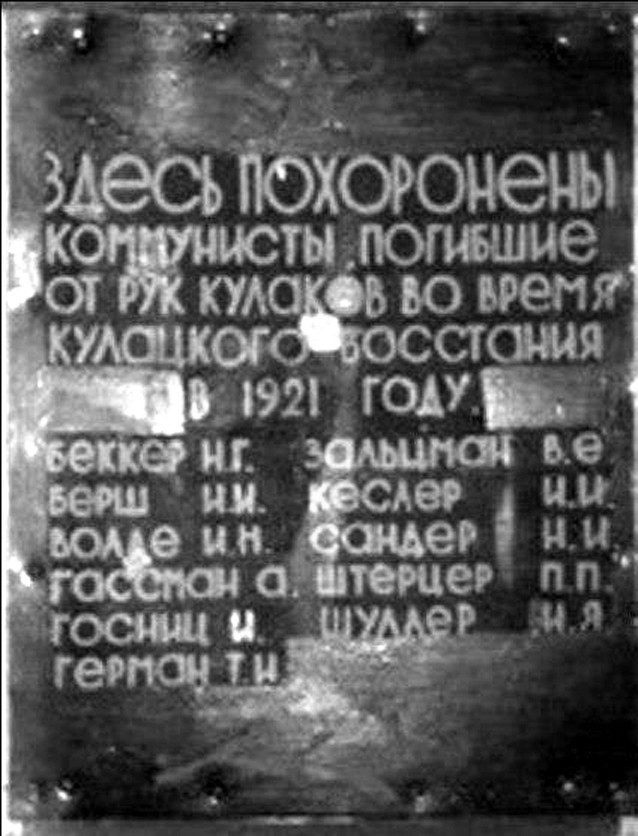 ЗДЕСЬ ПОХОРОНЕНЫ
КОММУНИСТЫ ПОГИБШИЕ
ОТ РУК КУЛАКОВ ВО ВРЕМЯ
КУЛАЦКОГО ВОССТАНИЯ
В 1921 ГОДУ.
БЕККЕР Н.Г. ЗАЛЬЦМАН В.Е
БЕРШ И.И. КЕСЛЕР И.И.
ВОЛЛЕ И.Н. САНДЕР Н.И.
ГАССМАН А. ШТЕРЦЕР П.П.
ГОСНИЦ И. ШУЛЛЕР И.Я
ГЕРМАН Т.И